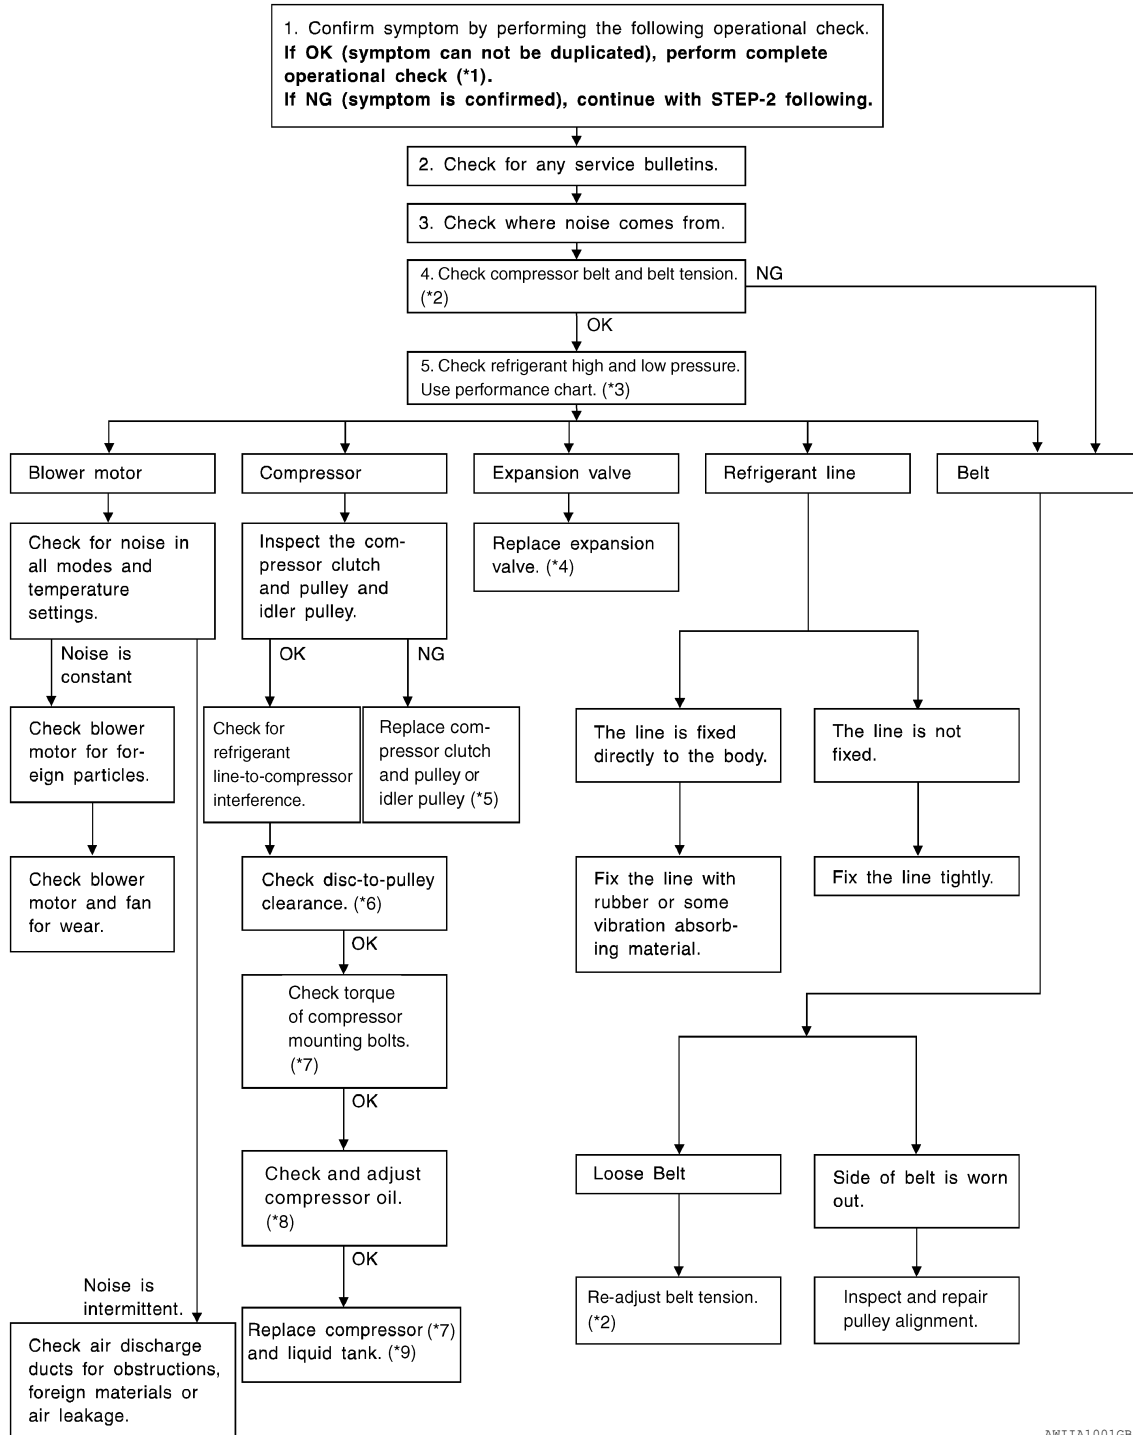 1. Confirm symptom by performing the following operational check.
If OK (symptom can not be duplicated), perform complete
operational check (*1).
If NG (symptom is confirmed), continue with STEP-2 following.
2. Check for any service bulletins.
3. Check where noise comes from.
4. Check compressor belt and belt tension.
(*2)
NG
OK
5. Check refrigerant high and low pressure.
Use performance chart. (*3)
Blower motor
Compressor
Expansion valve
Refrigerant line
Belt
Check for noise in
all modes and
temperature
settings.
Inspect the com-
pressor clutch
and pulley and
idler pulley.
Replace expansion
valve. (*4)
Noise is
constant
OK
NG
Check blower
motor for for-
eign particles.
Check for
refrigerant
line-to-compressor
interference.
Replace com-
pressor clutch
and pulley or
idler pulley (*5)
The line is fixed
directly to the body.
The line is not
fixed.
Check blower
motor and fan
for wear.
Check disc-to-pulley
clearance. (*6)
Fix the line with
rubber or some
vibration absorb-
ing material.
Fix the line tightly.
OK
Check torque
of compressor
mounting bolts.
(*7)
OK
Check and adjust
compressor oil.
(*8)
Loose Belt
Side of belt is worn
out.
OK
Noise is
intermittent.
Re-adjust belt tension.
(*2)
Inspect and repair
pulley alignment.
Replace compressor (*7)
and liquid tank. (*9)
Check air discharge
ducts for obstructions,
foreign materials or
air leakage.
AWIIA1001GB